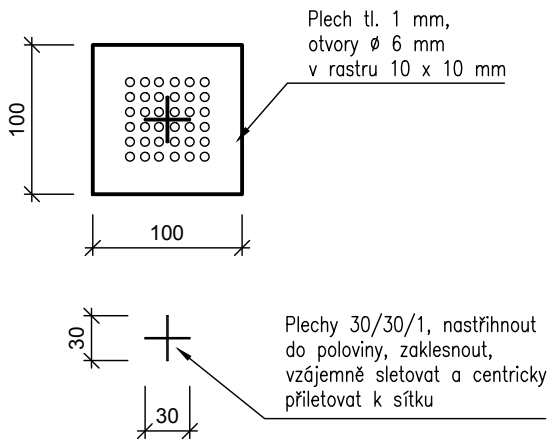 Plech tl. 1 mm,
otvory ø 6 mm
v rastru 10 x 10 mm
100
100
Plechy 30/30/1, nastřihnout
do poloviny, zaklesnout,
vzájemně sletovat a centricky
přiletovat k sítku
30
30